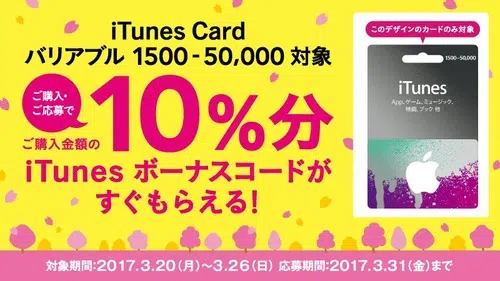 iTunes Card
バリアブル 1500-50,000 対象
ご購入・
ご応募で
ご購入金額の
10%分
iTunes ボーナスコードが
すぐもらえる!
このデザインのカードのみ対象
1500-50,000
iTunes
App、ゲーム、ミュージック、
映画、ブック 他
対象期間:2017.3.20(月)〜3.26(日) 応募期間:2017.3.31(金)まで